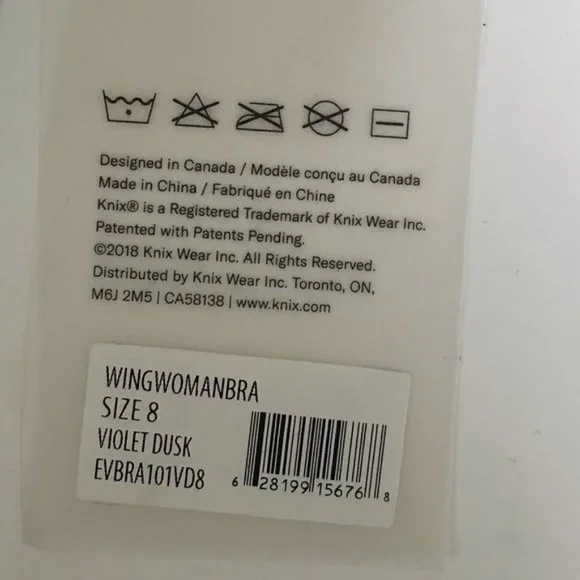 Designed in Canada / Modèle conçu au Canada
Made in China / Fabriqué en Chine
Knix® is a Registered Trademark of Knix Wear Inc.
Patented with Patents Pending.
©2018 Knix Wear Inc. All Rights Reserved.
Distributed by Knix Wear Inc. Toronto, ON,
M6J 2M5 | CA58138 | www.knix.com
WINGWOMANBRA
SIZE 8
VIOLET DUSK
EVBRA101VD8
6 28199 15676 8